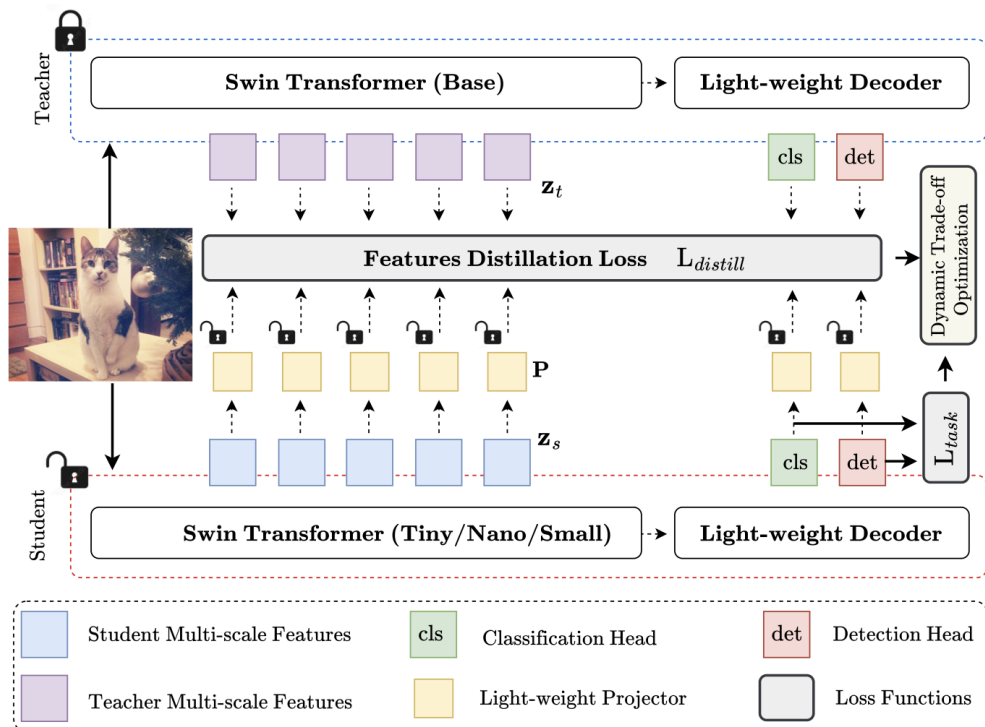 Teacher
Swin Transformer (Base)
Light-weight Decoder
cls
det
z_t
Features Distillation Loss L_distill
Dynamic Trade-off
Optimization
P
z_s
cls
det
L_task
Student
Swin Transformer (Tiny/Nano/Small)
Light-weight Decoder
Student Multi-scale Features
cls
Classification Head
det
Detection Head
Teacher Multi-scale Features
Light-weight Projector
Loss Functions